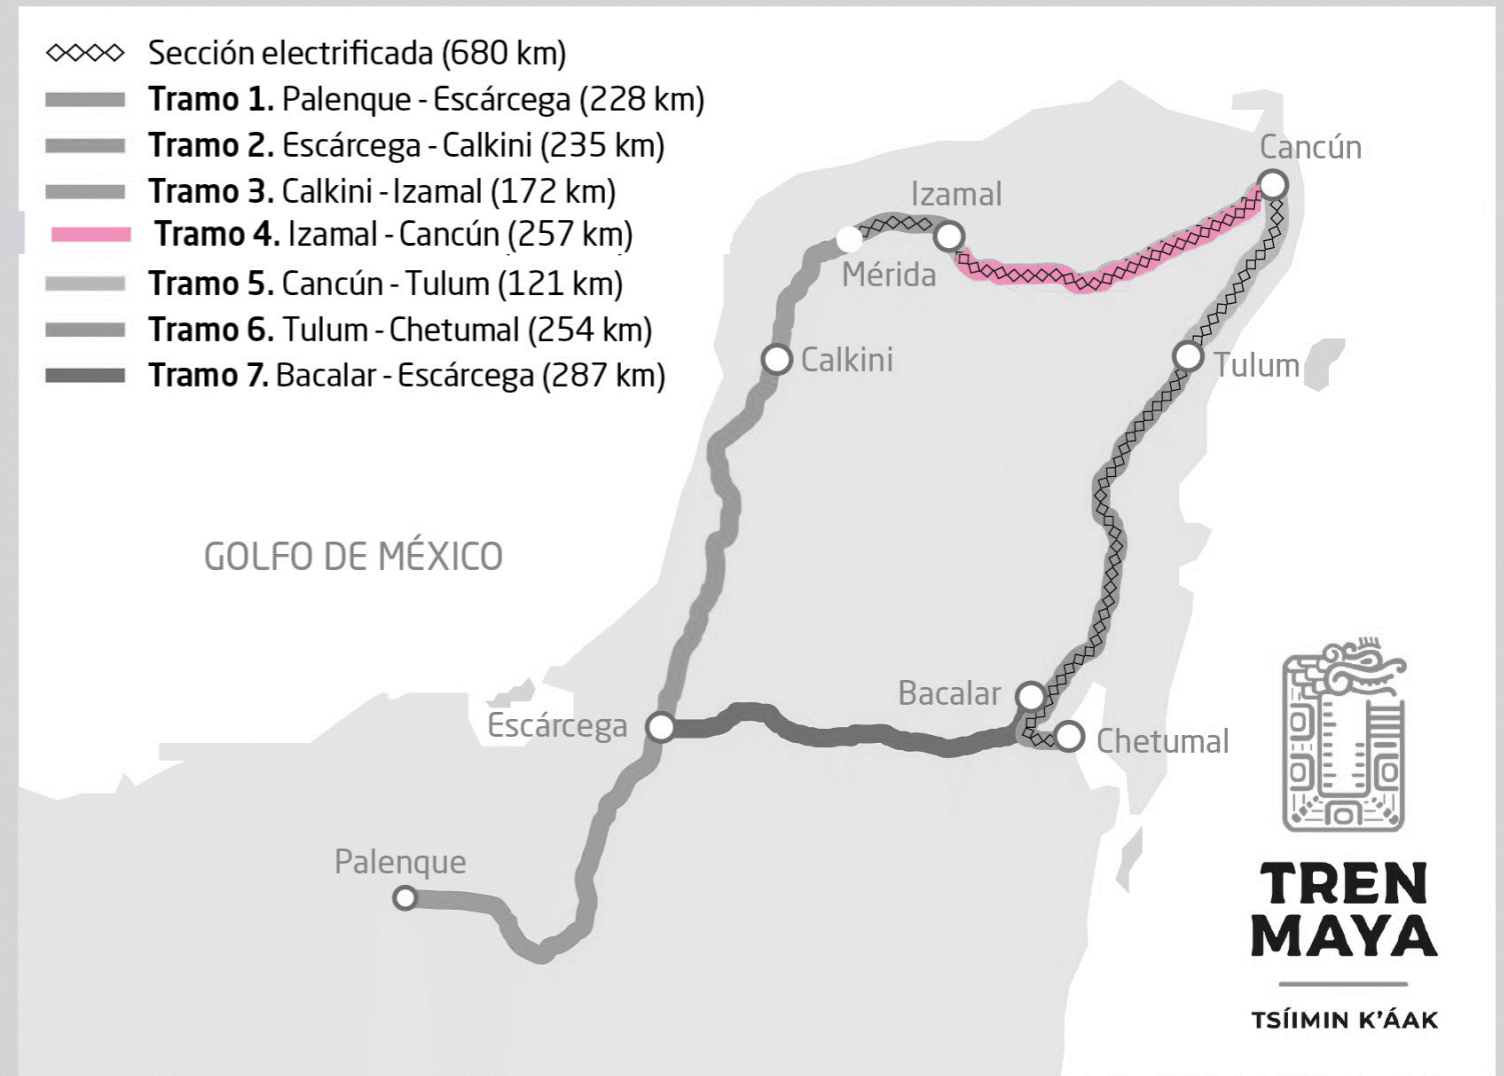 Sección electrificada (680 km)
Tramo 1. Palenque - Escárcega (228 km)
Tramo 2. Escárcega - Calkini (235 km)
Tramo 3. Calkini - Izamal (172 km)
Tramo 4. Izamal - Cancún (257 km)
Tramo 5. Cancún - Tulum (121 km)
Tramo 6. Tulum - Chetumal (254 km)
Tramo 7. Bacalar - Escárcega (287 km)
Cancún
Izamal
Mérida
Calkini
Tulum
GOLFO DE MÉXICO
Bacalar
Escárcega
Chetumal
Palenque
TREN
MAYA
TSÍIMIN K'ÁAK